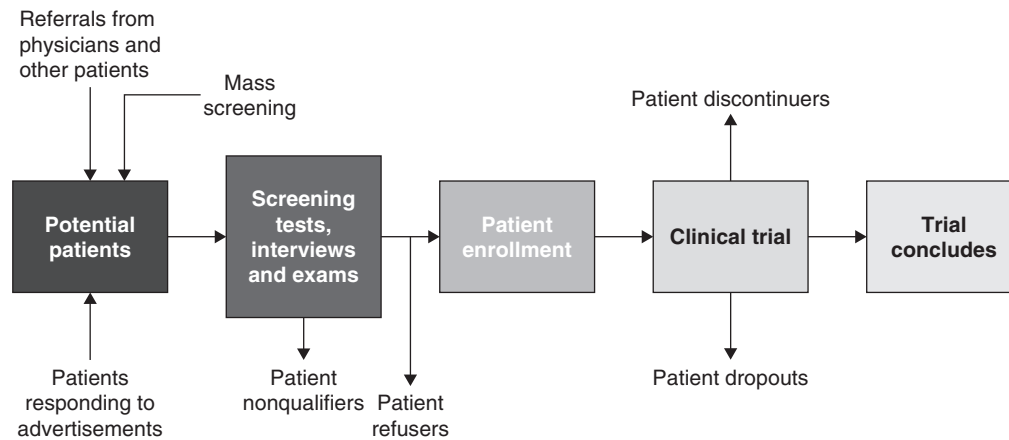 Referrals from
physicians and
other patients
Mass
screening
Patient discontinuers
Potential
patients
Screening
tests,
interviews
and exams
Patient
enrollment
Clinical trial
Trial
concludes
Patients
responding to
advertisements
Patient
nonqualifiers
Patient
refusers
Patient dropouts